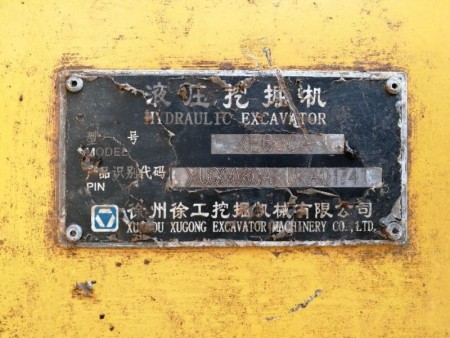 液压挖掘机
HYDRAULIC EXCAVATOR
型 号
MODEL
产品识别代码
PIN
徐州徐工挖掘机械有限公司
XUZHOU XUGONG EXCAVATOR MACHINERY CO.,LTD.